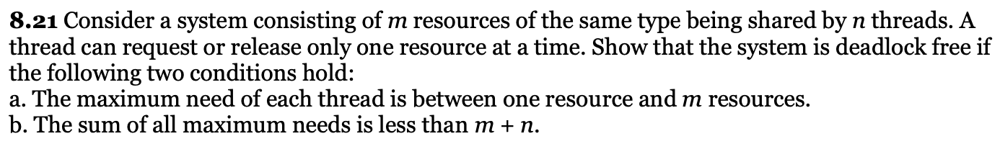 8.21 Consider a system consisting of m resources of the same type being shared by n threads. A
thread can request or release only one resource at a time. Show that the system is deadlock free if
the following two conditions hold:
a. The maximum need of each thread is between one resource and m resources.
b. The sum of all maximum needs is less than m + n.